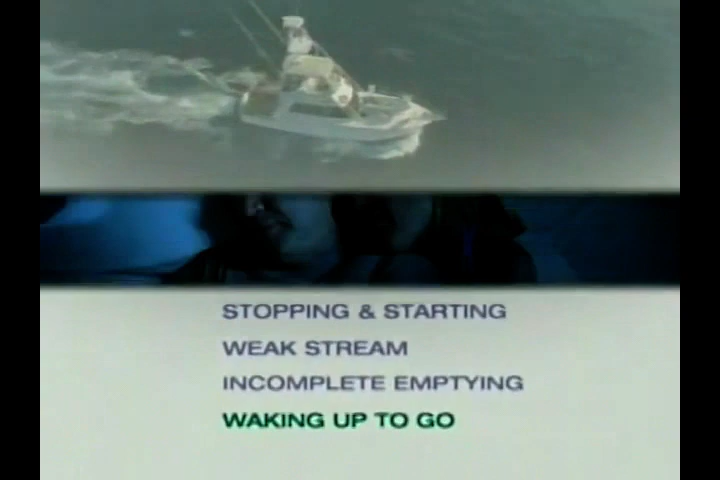 STOPPING & STARTING
WEAK STREAM
INCOMPLETE EMPTYING
WAKING UP TO GO